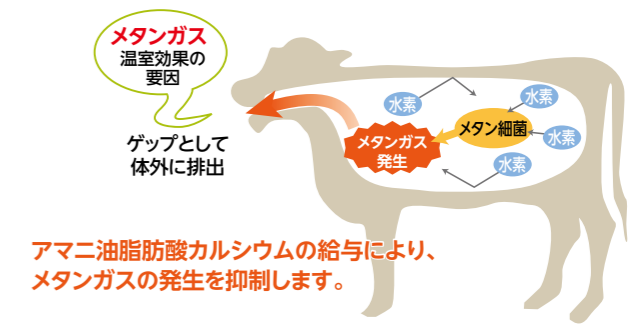 メタンガス
温室効果の
要因
ゲップとして
体外に排出
水素
水素
メタン細菌
水素
メタンガス
発生
水素
アマニ油脂肪酸カルシウムの給与により、
メタンガスの発生を抑制します。